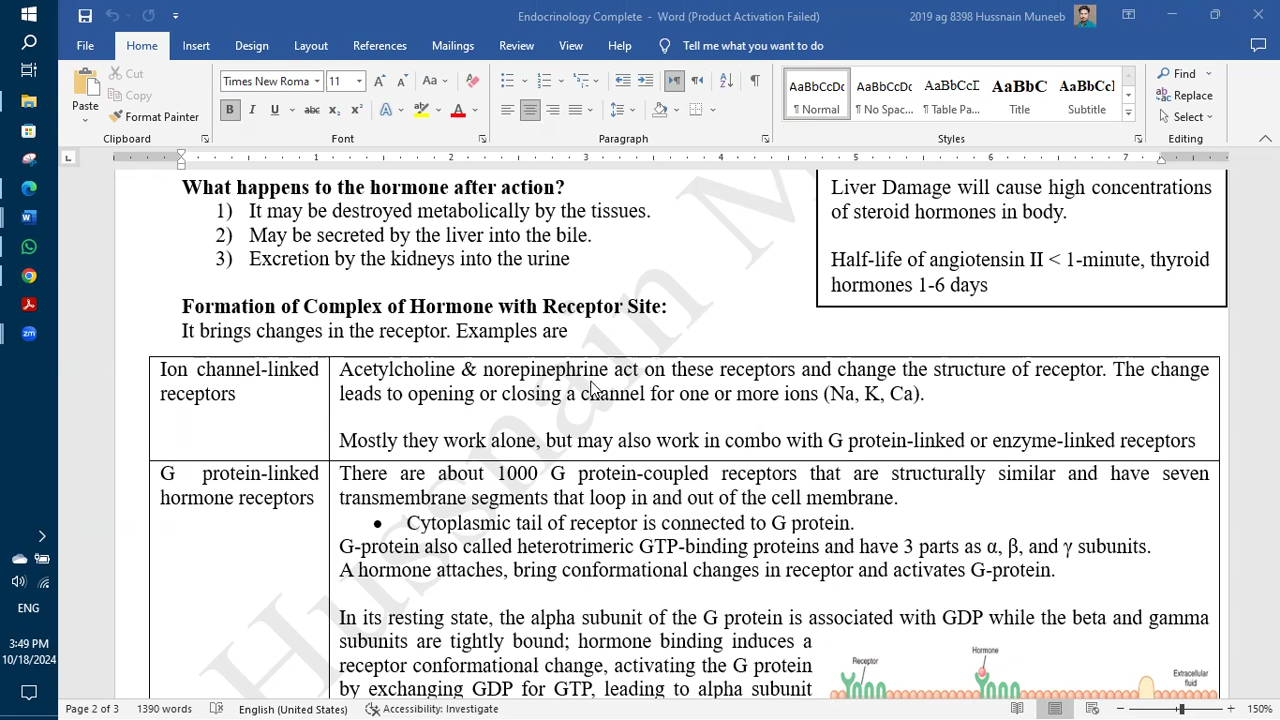 Endocrinology Complete - Word (Product Activation Failed)
2019 ag 8398 Hussnain Muneeb
File Home Insert Design Layout References Mailings Review View Help Tell me what you want to do
Paste
Cut
Copy
Format Painter
Clipboard
Times New Roma 11
Font
Paragraph
AaBbCcDc AaBbCcDc AaBbCcD AaBbC AaBbCcl
¶ Normal ¶ No Spac... ¶ Table Pa... Title Subtitle
Styles
Find
Replace
Select
Editing
1 2 3 4 5 6 7
What happens to the hormone after action?
1) It may be destroyed metabolically by the tissues.
2) May be secreted by the liver into the bile.
3) Excretion by the kidneys into the urine
Liver Damage will cause high concentrations
of steroid hormones in body.
Half-life of angiotensin II < 1-minute, thyroid
hormones 1-6 days
Formation of Complex of Hormone with Receptor Site:
It brings changes in the receptor. Examples are
Ion channel-linked
receptors
Acetylcholine & norepinephrine act on these receptors and change the structure of receptor. The change
leads to opening or closing a channel for one or more ions (Na, K, Ca).
Mostly they work alone, but may also work in combo with G protein-linked or enzyme-linked receptors
G protein-linked
hormone receptors
There are about 1000 G protein-coupled receptors that are structurally similar and have seven
transmembrane segments that loop in and out of the cell membrane.
• Cytoplasmic tail of receptor is connected to G protein.
G-protein also called heterotrimeric GTP-binding proteins and have 3 parts as α, β, and γ subunits.
A hormone attaches, bring conformational changes in receptor and activates G-protein.
In its resting state, the alpha subunit of the G protein is associated with GDP while the beta and gamma
subunits are tightly bound; hormone binding induces a
receptor conformational change, activating the G protein
by exchanging GDP for GTP, leading to alpha subunit
Receptor
Hormone
Extracellular
fluid
Hussnain M
ENG
3:49 PM
10/18/2024
Page 2 of 3 1390 words English (United States) Accessibility: Investigate 150%